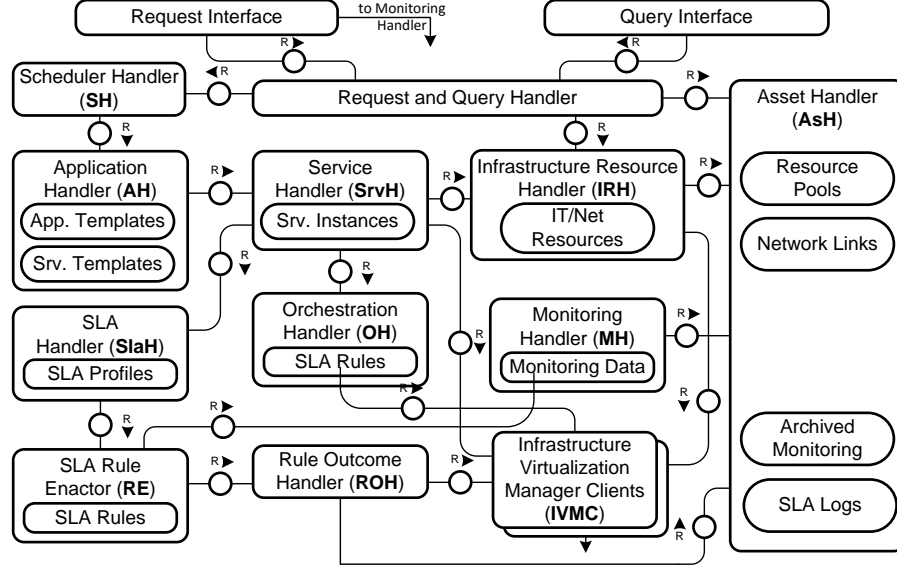 Request Interface
to Monitoring
Handler
Query Interface
R
R
Scheduler Handler
(SH)
R
Request and Query Handler
R
Asset Handler
(AsH)
R
R
Application
Handler (AH)
App. Templates
Srv. Templates
R
Service
Handler (SrvH)
Srv. Instances
R
Infrastructure Resource
Handler (IRH)
IT/Net
Resources
R
Resource
Pools
Network Links
R
R
SLA
Handler (SlaH)
SLA Profiles
Orchestration
Handler (OH)
SLA Rules
R
Monitoring
Handler (MH)
Monitoring Data
R
R
R
R
R
SLA Rule
Enactor (RE)
SLA Rules
R
Rule Outcome
Handler (ROH)
R
Infrastructure
Virtualization
Manager Clients
(IVMC)
Archived
Monitoring
SLA Logs
R